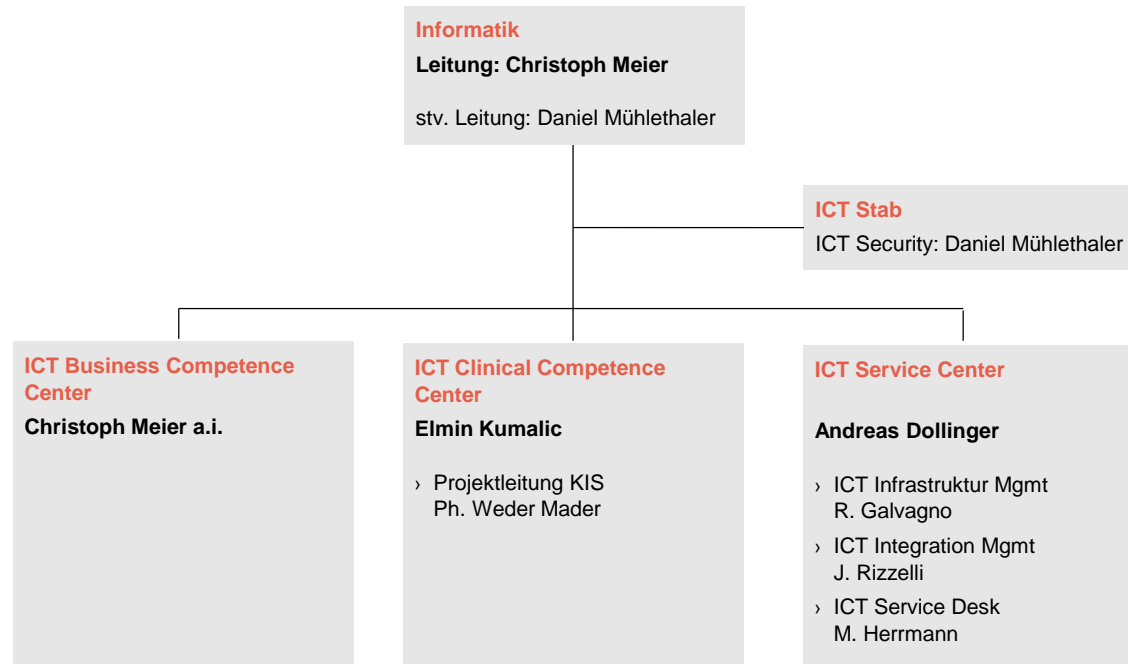 Informatik
Leitung: Christoph Meier
stv. Leitung: Daniel Mühlethaler
ICT Stab
ICT Security: Daniel Mühlethaler
ICT Business Competence
Center
Christoph Meier a.i.
ICT Clinical Competence
Center
Elmin Kumalic
› Projektleitung KIS
Ph. Weder Mader
ICT Service Center
Andreas Dollinger
› ICT Infrastruktur Mgmt
R. Galvagno
› ICT Integration Mgmt
J. Rizzelli
› ICT Service Desk
M. Herrmann